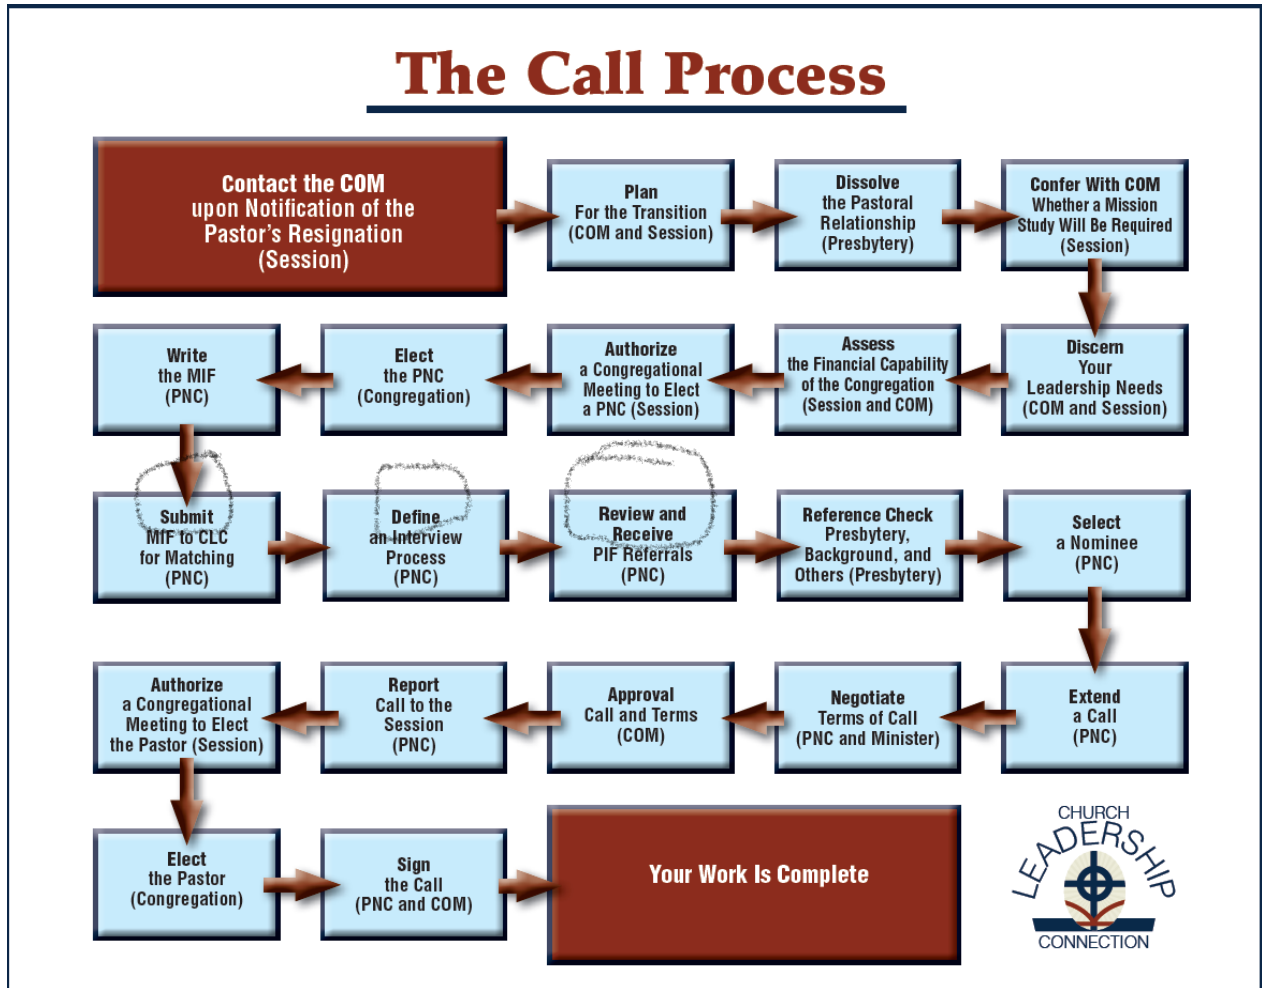 The Call Process
Contact the COM
upon Notification of the
Pastor's Resignation
(Session)
Plan
For the Transition
(COM and Session)
Dissolve
the Pastoral
Relationship
(Presbytery)
Confer With COM
Whether a Mission
Study Will Be Required
(Session)
Discern
Your
Leadership Needs
(COM and Session)
Assess
the Financial Capability
of the Congregation
(Session and COM)
Authorize
a Congregational
Meeting to Elect
a PNC (Session)
Elect
the PNC
(Congregation)
Write
the MIF
(PNC)
Submit
MIF to CLC
for Matching
(PNC)
Define
an Interview
Process
(PNC)
Review and
Receive
PIF Referrals
(PNC)
Reference Check
Presbytery,
Background, and
Others (Presbytery)
Select
a Nominee
(PNC)
Extend
a Call
(PNC)
Negotiate
Terms of Call
(PNC and Minister)
Approval
Call and Terms
(COM)
Report
Call to the
Session
(PNC)
Authorize
a Congregational
Meeting to Elect
the Pastor (Session)
Elect
the Pastor
(Congregation)
Sign
the Call
(PNC and COM)
Your Work Is Complete
CHURCH
LEADERSHIP
CONNECTION